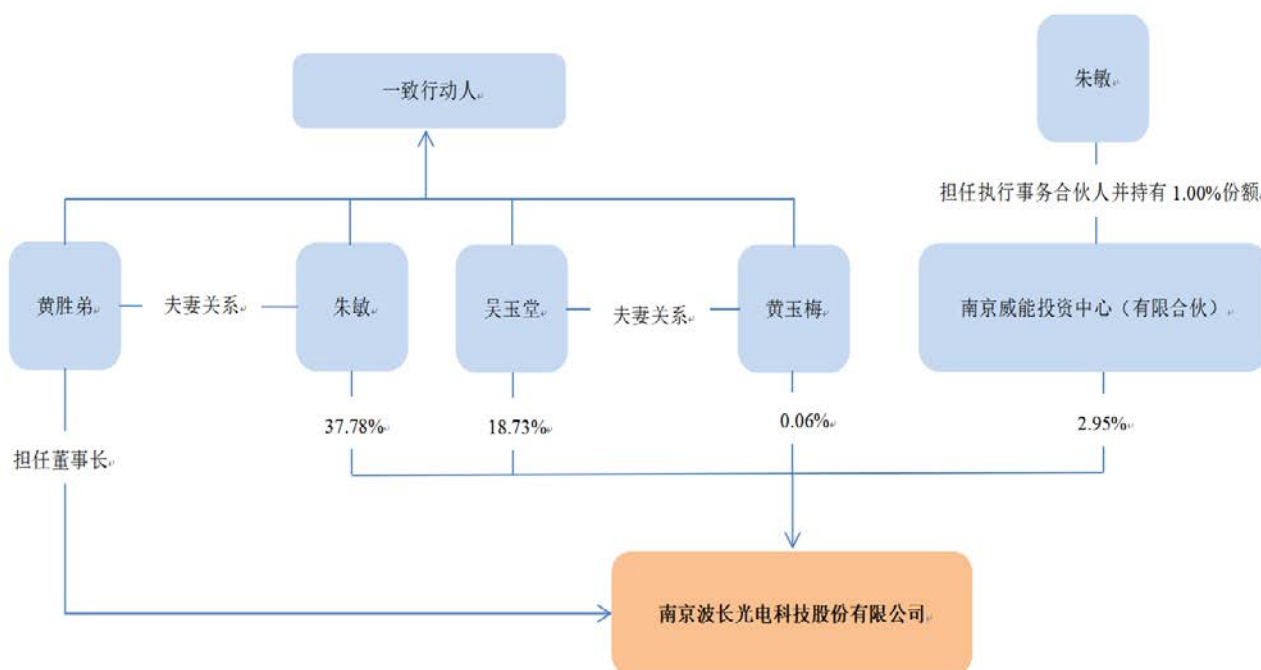 一致行动人
朱敏
担任执行事务合伙人并持有 1.00%份额
黄胜弟
夫妻关系
朱敏
吴玉堂
夫妻关系
黄玉梅
南京威能投资中心（有限合伙）
37.78%
18.73%
0.06%
2.95%
担任董事长
南京波长光电科技股份有限公司